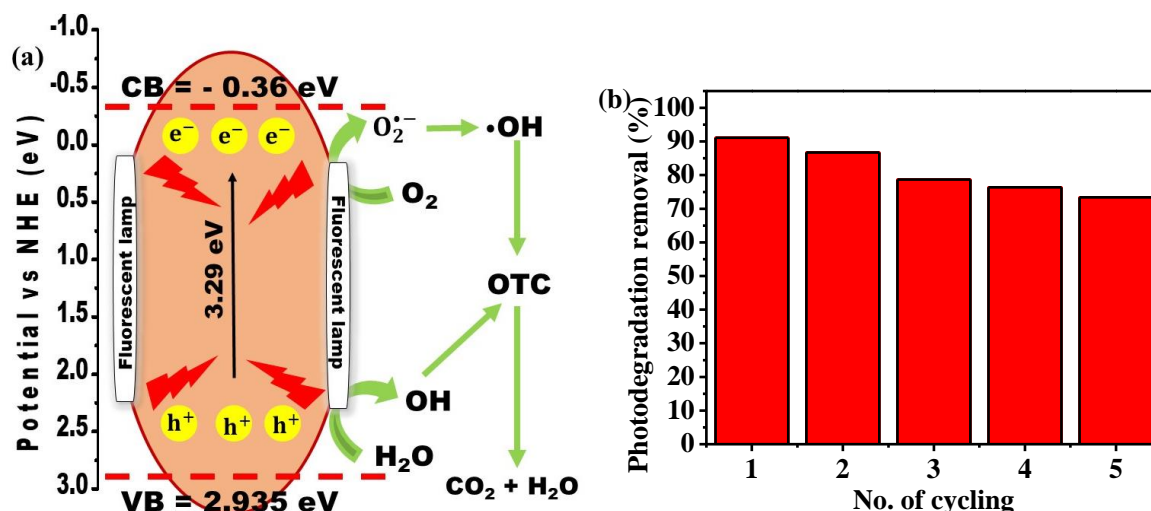 (a)
Potential vs NHE (eV)
-1.0
-0.5
0.0
0.5
1.0
1.5
2.0
2.5
3.0
CB = - 0.36 eV
e⁻ e⁻ e⁻
Fluorescent lamp
3.29 eV
Fluorescent lamp
h⁺ h⁺ h⁺
VB = 2.935 eV
O₂•⁻
•OH
O₂
OTC
OH
H₂O
CO₂ + H₂O
(b)
Photodegradation removal (%)
100
90
80
70
60
50
40
30
20
10
0
1 2 3 4 5
No. of cycling